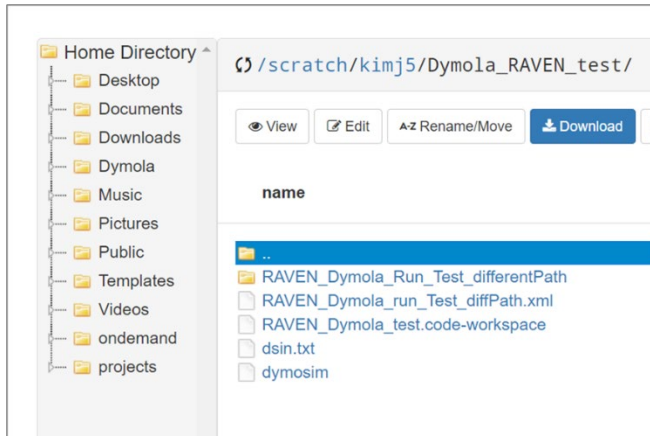 Home Directory
Desktop
Documents
Downloads
Dymola
Music
Pictures
Public
Templates
Videos
ondemand
projects
/scratch/kimj5/Dymola_RAVEN_test/
View Edit A-Z Rename/Move Download
name
..
RAVEN_Dymola_Run_Test_differentPath
RAVEN_Dymola_run_Test_diffPath.xml
RAVEN_Dymola_test.code-workspace
dsin.txt
dymosim